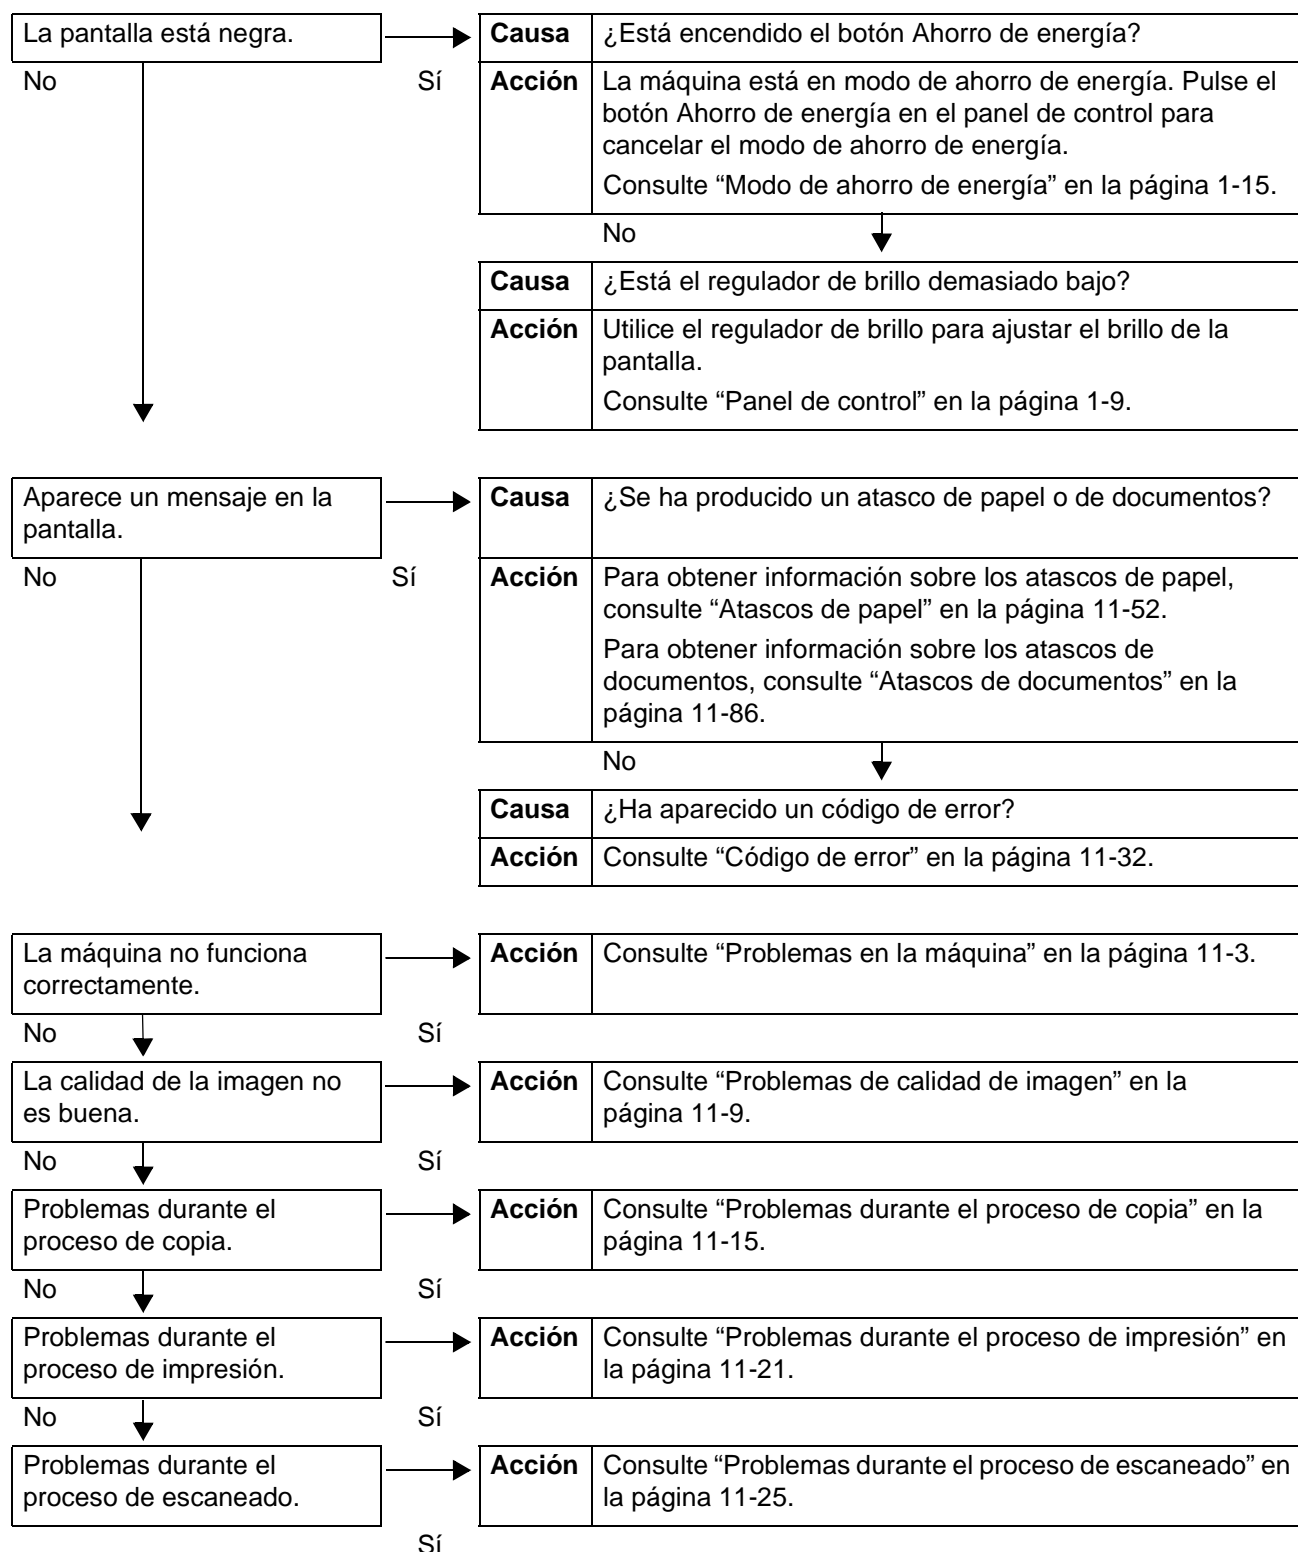 La pantalla está negra.
Causa
¿Está encendido el botón Ahorro de energía?
No
Sí
Acción
La máquina está en modo de ahorro de energía. Pulse el
botón Ahorro de energía en el panel de control para
cancelar el modo de ahorro de energía.
Consulte “Modo de ahorro de energía” en la página 1-15.
No
Causa
¿Está el regulador de brillo demasiado bajo?
Acción
Utilice el regulador de brillo para ajustar el brillo de la
pantalla.
Consulte “Panel de control” en la página 1-9.
Aparece un mensaje en la
pantalla.
Causa
¿Se ha producido un atasco de papel o de documentos?
No
Sí
Acción
Para obtener información sobre los atascos de papel,
consulte “Atascos de papel” en la página 11-52.
Para obtener información sobre los atascos de
documentos, consulte “Atascos de documentos” en la
página 11-86.
No
Causa
¿Ha aparecido un código de error?
Acción
Consulte “Código de error” en la página 11-32.
La máquina no funciona
correctamente.
Acción
Consulte “Problemas en la máquina” en la página 11-3.
No
Sí
La calidad de la imagen no
es buena.
Acción
Consulte “Problemas de calidad de imagen” en la
página 11-9.
No
Sí
Problemas durante el
proceso de copia.
Acción
Consulte “Problemas durante el proceso de copia” en la
página 11-15.
No
Sí
Problemas durante el
proceso de impresión.
Acción
Consulte “Problemas durante el proceso de impresión” en
la página 11-21.
No
Sí
Problemas durante el
proceso de escaneado.
Acción
Consulte “Problemas durante el proceso de escaneado” en
la página 11-25.
Sí